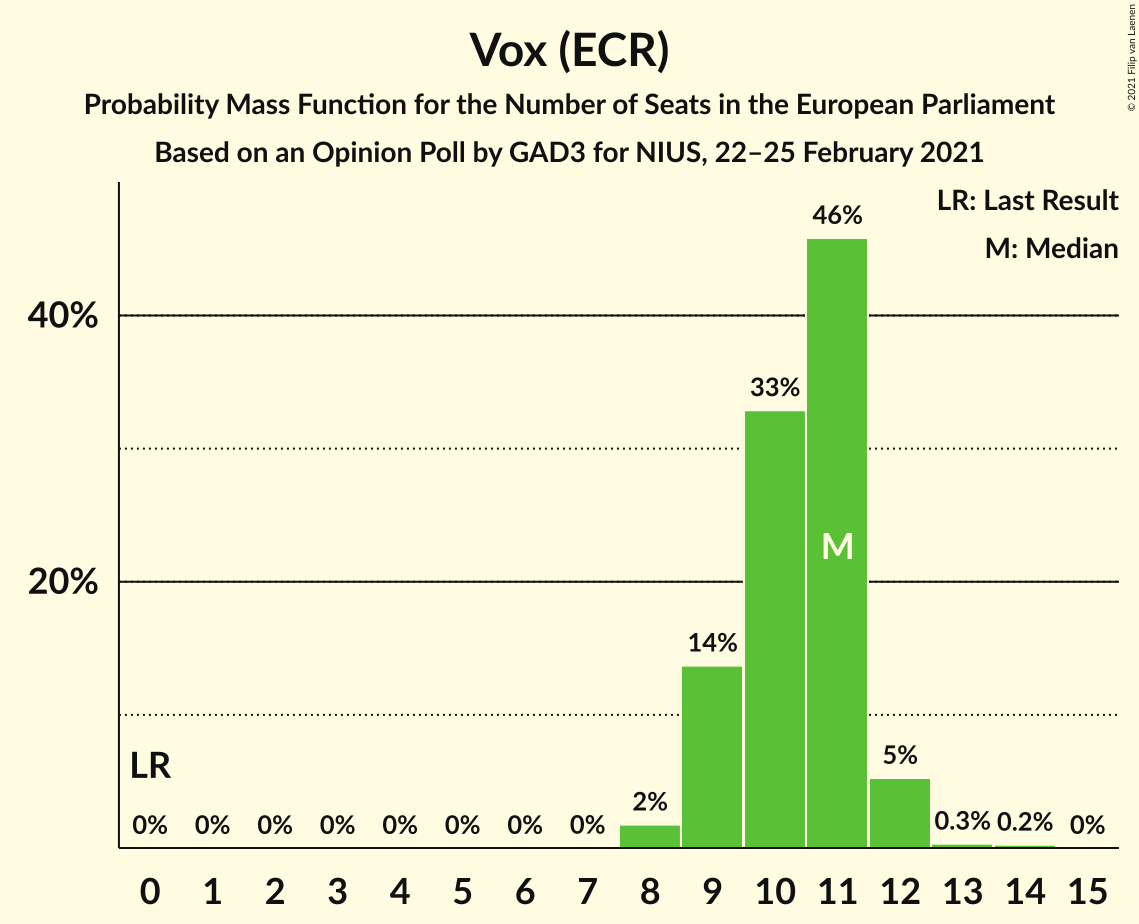 Vox (ECR)
Probability Mass Function for the Number of Seats in the European Parliament
Based on an Opinion Poll by GAD3 for NIUS, 22–25 February 2021
© 2021 Filip van Laenen
LR: Last Result
M: Median
46%
40%
33%
M
20%
14%
LR
5%
2%
0% 0% 0% 0% 0% 0% 0% 0% 0.3% 0.2% 0%
0 1 2 3 4 5 6 7 8 9 10 11 12 13 14 15